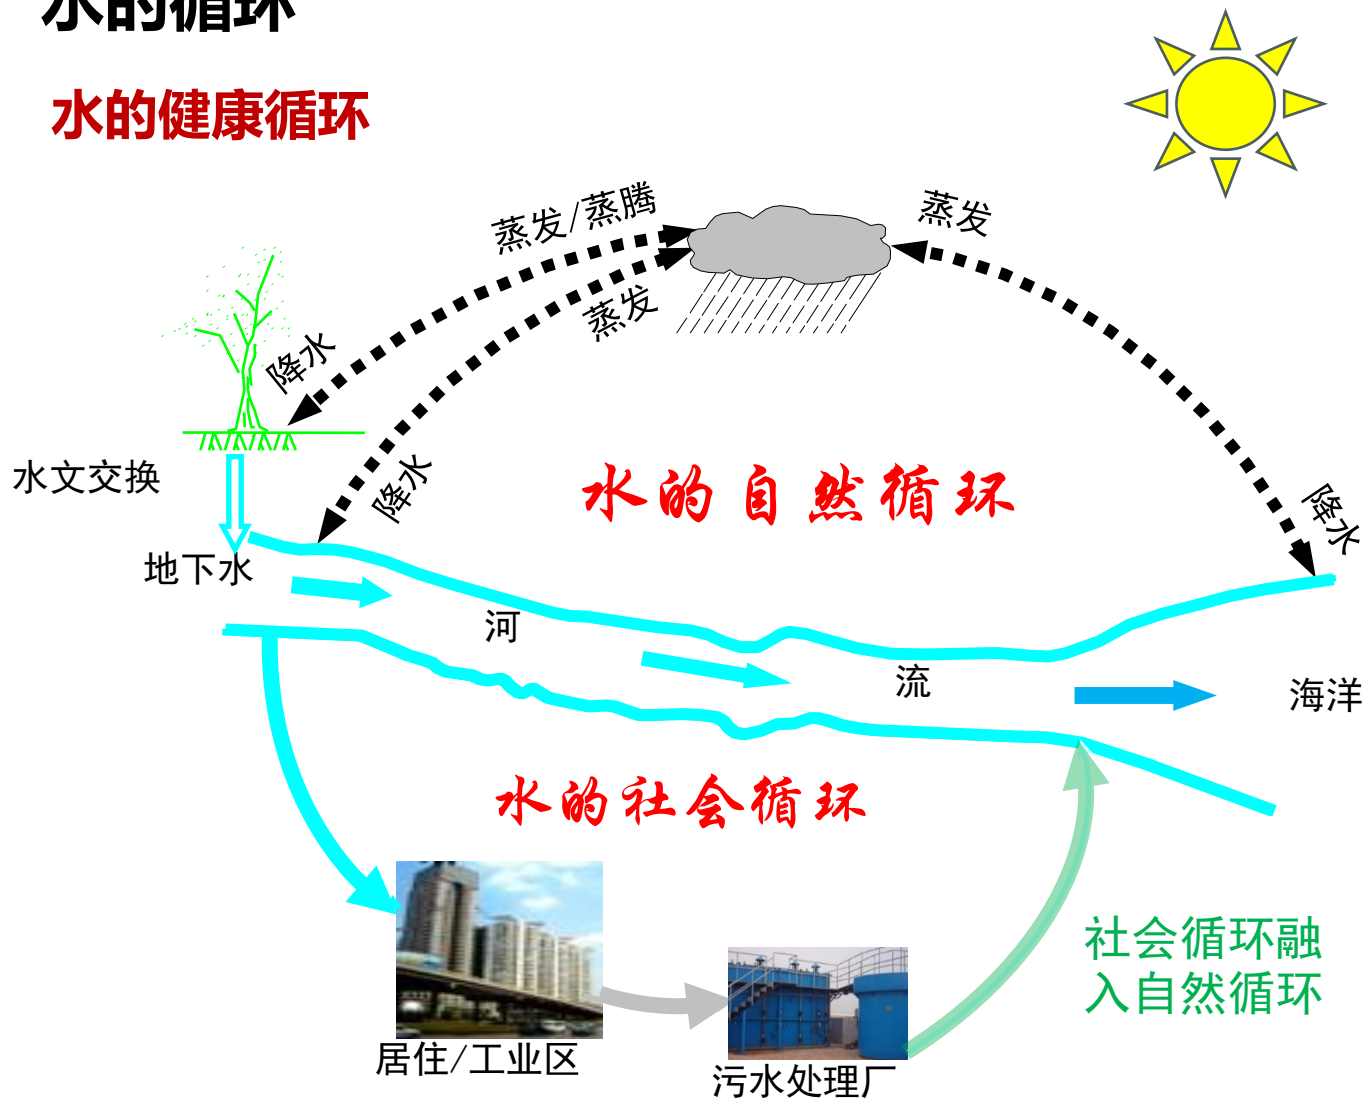 水的循环
水的健康循环
蒸发/蒸腾
蒸发
蒸发
降水
降水
降水
水文交换
水的自然循环
地下水
河
流
海洋
水的社会循环
社会循环融
入自然循环
居住/工业区
污水处理厂